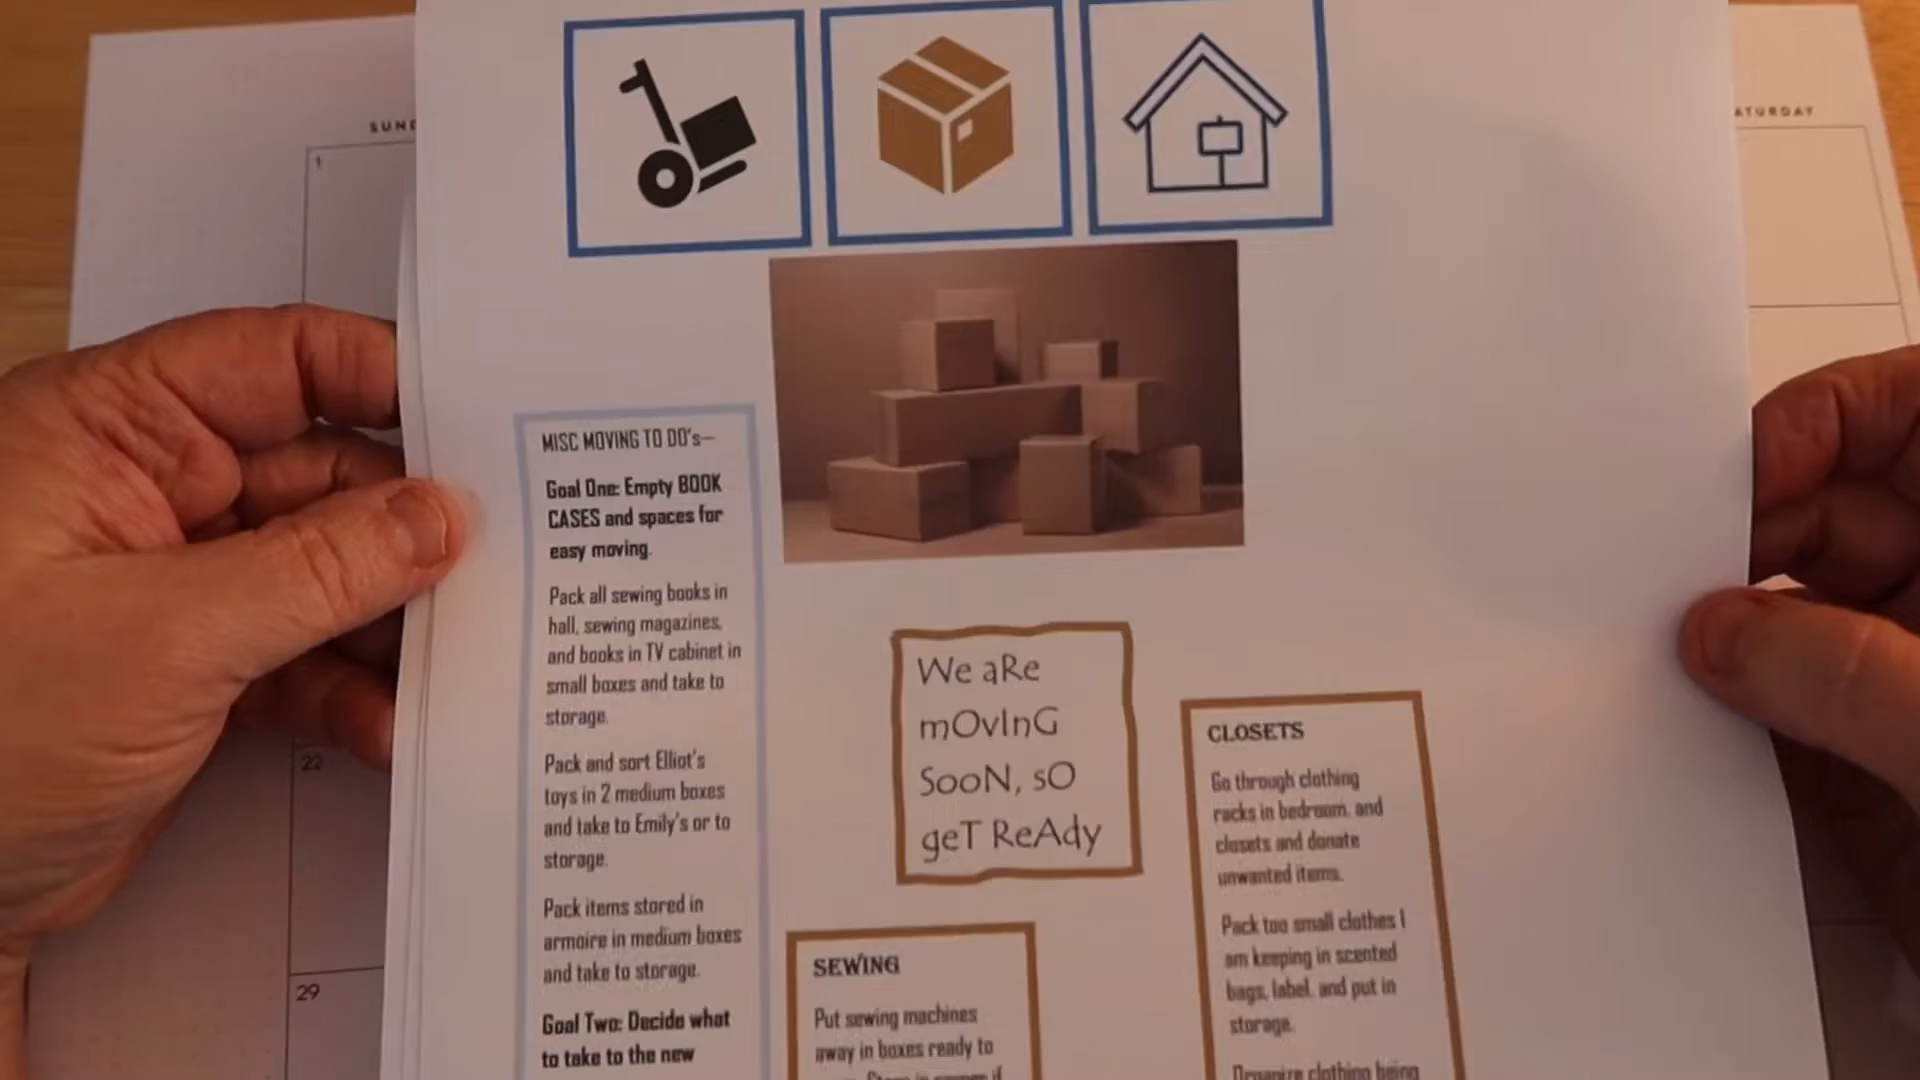 SUND
ATURDAY
1
22
29
MISC MOVING TO DO's—
Goal One: Empty BOOK
CASES and spaces for
easy moving.
Pack all sewing books in
hall, sewing magazines,
and books in TV cabinet in
small boxes and take to
storage.
Pack and sort Elliot's
toys in 2 medium boxes
and take to Emily's or to
storage.
Pack items stored in
armoire in medium boxes
and take to storage.
Goal Two: Decide what
to take to the new
We aRe
mOvInG
SooN, sO
geT ReAdy
SEWING
Put sewing machines
away in boxes ready to
CLOSETS
Go through clothing
racks in bedroom, and
closets and donate
unwanted items.
Pack too small clothes I
am keeping in scented
bags, label, and put in
storage.
Organize clothing being